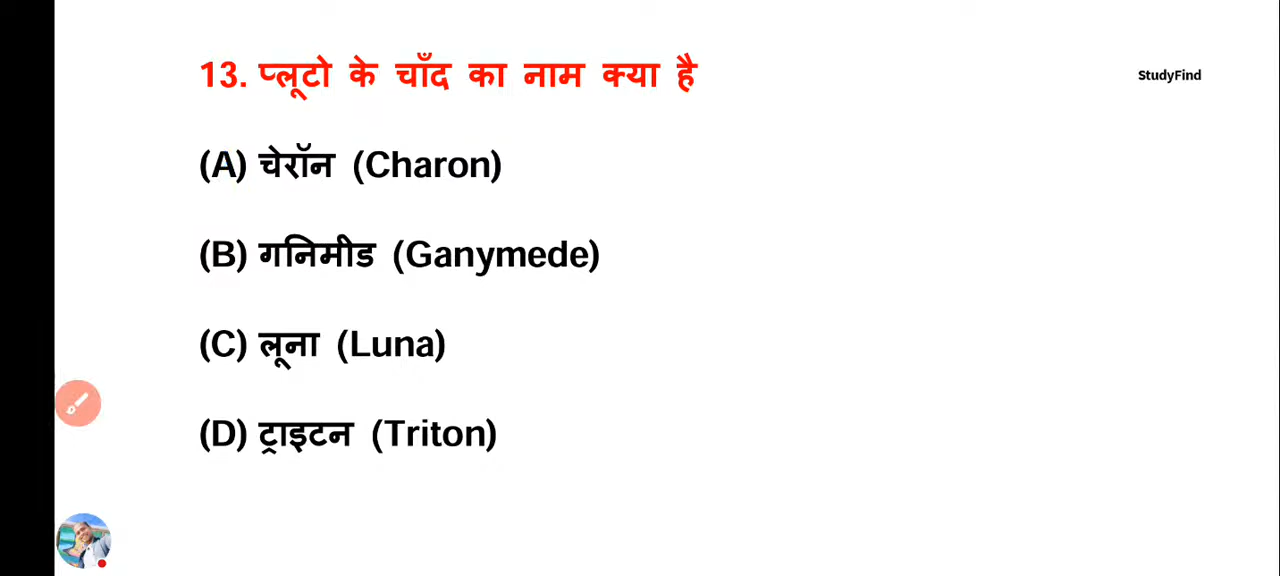 13. प्लूटो के चाँद का नाम क्या है
StudyFind
(A) चेरॉन (Charon)
(B) गनिमीड (Ganymede)
(C) लूना (Luna)
(D) ट्राइटन (Triton)